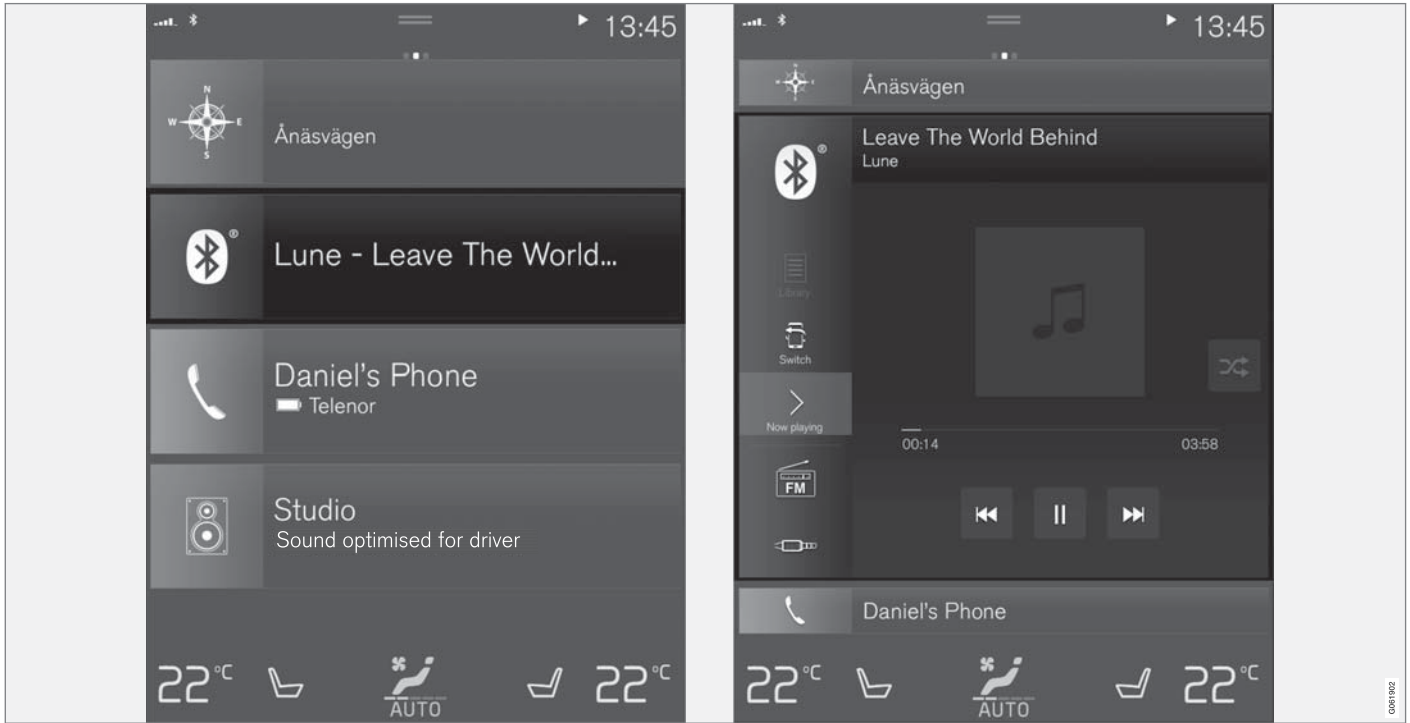 13:45
N
W E
S
Ånäsvägen
®
Lune - Leave The World...
Daniel's Phone
Telenor
Studio
Sound optimised for driver
22°C
AUTO
22°C
13:45
N
Ånäsvägen
®
Leave The World Behind
Lune
Library
Switch
Now playing
00:14
03:58
FM
Daniel's Phone
22°C
AUTO
22°C
G061902